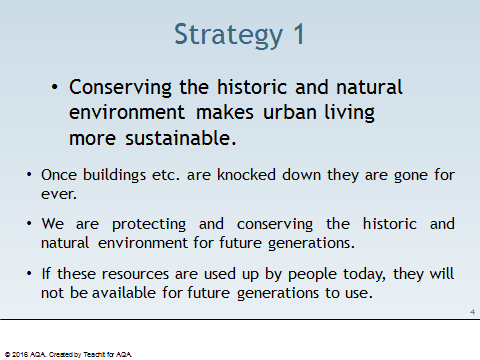 Strategy 1
• Conserving the historic and natural
environment makes urban living
more sustainable.
• Once buildings etc. are knocked down they are gone for
ever.
• We are protecting and conserving the historic and
natural environment for future generations.
• If these resources are used up by people today, they will
not be available for future generations to use.
4
© 2016 AQA. Created by Teachit for AQA.